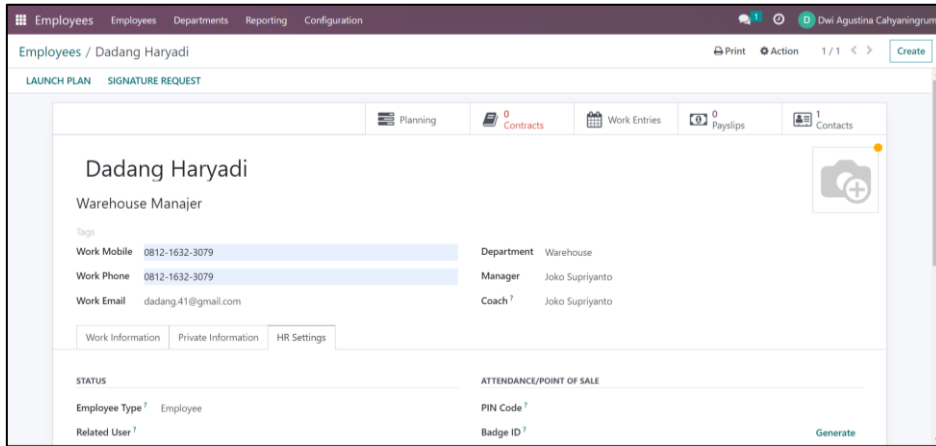 Employees Employees Departments Reporting Configuration 1 D Dwi Agustina Cahyaningrum
Employees / Dadang Haryadi Print Action 1 / 1 Create
LAUNCH PLAN SIGNATURE REQUEST
Planning 0 Contracts Work Entries 0 Payslips 1 Contacts
Dadang Haryadi
Warehouse Manajer
Tags
Work Mobile 0812-1632-3079 Department Warehouse
Work Phone 0812-1632-3079 Manager Joko Supriyanto
Work Email dadang.41@gmail.com Coach ? Joko Supriyanto
Work Information Private Information HR Settings
STATUS ATTENDANCE/POINT OF SALE
Employee Type ? Employee PIN Code ?
Related User ? Badge ID ? Generate